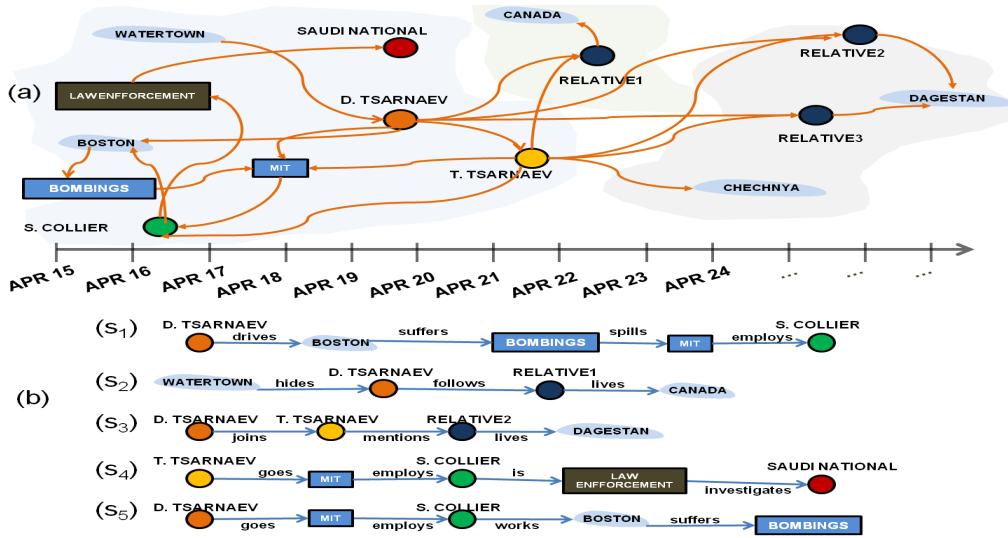 CANADA
WATERTOWN
SAUDI NATIONAL
RELATIVE2
RELATIVE1
(a)
LAWENFFORCEMENT
D. TSARNAEV
DAGESTAN
RELATIVE3
BOSTON
MIT
T. TSARNAEV
BOMBINGS
CHECHNYA
S. COLLIER
APR 15 APR 16 APR 17 APR 18 APR 19 APR 20 APR 21 APR 22 APR 23 APR 24 ... ... ...
(b)
(s1) D. TSARNAEV drives BOSTON suffers BOMBINGS spills MIT employs S. COLLIER
(s2) WATERTOWN hides D. TSARNAEV follows RELATIVE1 lives CANADA
(s3) D. TSARNAEV joins T. TSARNAEV mentions RELATIVE2 lives DAGESTAN
(s4) T. TSARNAEV goes MIT employs S. COLLIER is LAW ENFFORCEMENT investigates SAUDI NATIONAL
(s5) D. TSARNAEV goes MIT employs S. COLLIER works BOSTON suffers BOMBINGS